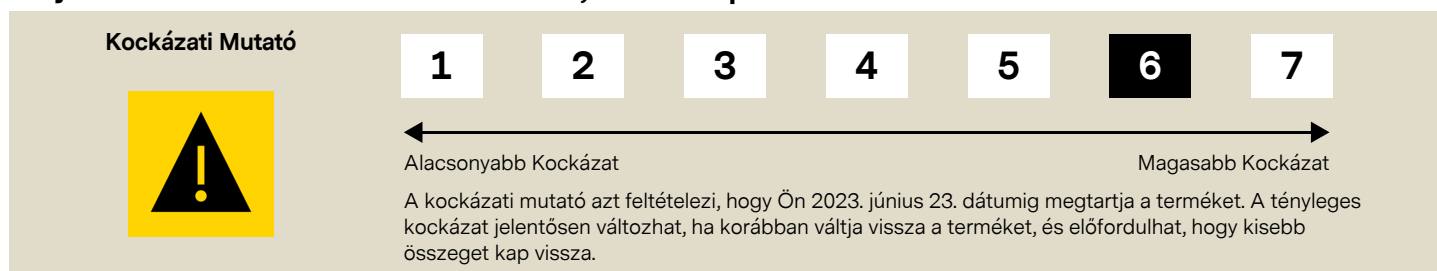 Kockázati Mutató
1 2 3 4 5 6 7
Alacsonyabb Kockázat Magasabb Kockázat
A kockázati mutató azt feltételezi, hogy Ön 2023. június 23. dátumig megtartja a terméket. A tényleges
kockázat jelentősen változhat, ha korábban váltja vissza a terméket, és előfordulhat, hogy kisebb
összeget kap vissza.